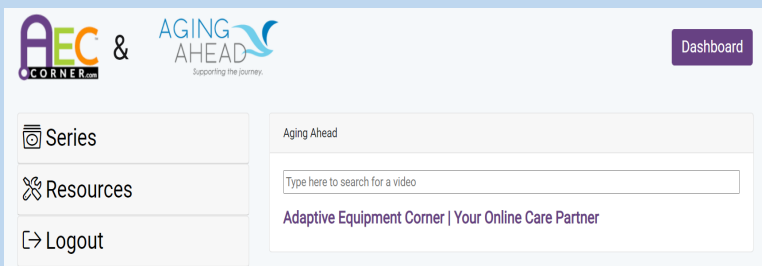 AEC
CORNER.com
&
AGING
AHEAD
Supporting the journey.
Dashboard
Series
Resources
Logout
Aging Ahead
Type here to search for a video
Adaptive Equipment Corner | Your Online Care Partner